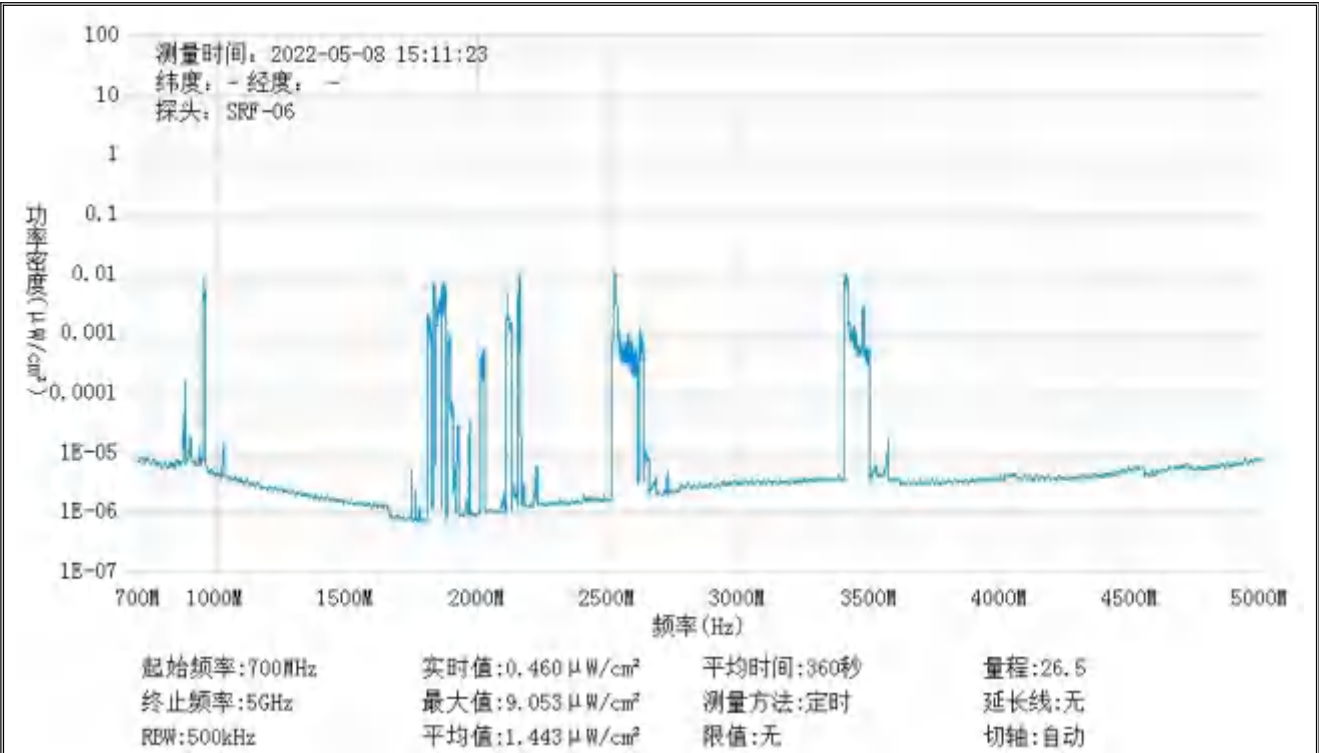 100
测量时间: 2022-05-08 15:11:23
纬度: - 经度: -
10
探头: SRF-06
1
0.1
0.01
0.001
0.0001
1E-05
1E-06
1E-07
功率密度(μW/cm²)
700M 1000M 1500M 2000M 2500M 3000M 3500M 4000M 4500M 5000M
频率(Hz)
起始频率:700MHz 实时值:0.460μW/cm² 平均时间:360秒 量程:26.5
终止频率:5GHz 最大值:9.053μW/cm² 测量方法:定时 延长线:无
RBW:500kHz 平均值:1.443μW/cm² 限值:无 切轴:自动